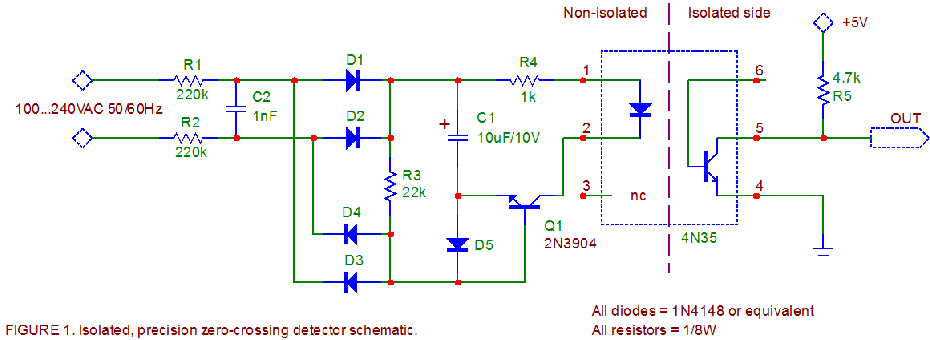 Non-isolated
Isolated side
+5V
R1
220k
100...240VAC 50/60Hz
R2
220k
C2
1nF
D1
D2
R3
22k
D4
D3
C1
+
10uF/10V
R4
1k
D5
Q1
2N3904
1
2
3
nc
6
5
4
4N35
4.7k
R5
OUT
All diodes = 1N4148 or equivalent
All resistors = 1/8W
FIGURE 1. Isolated, precision zero-crossing detector schematic.